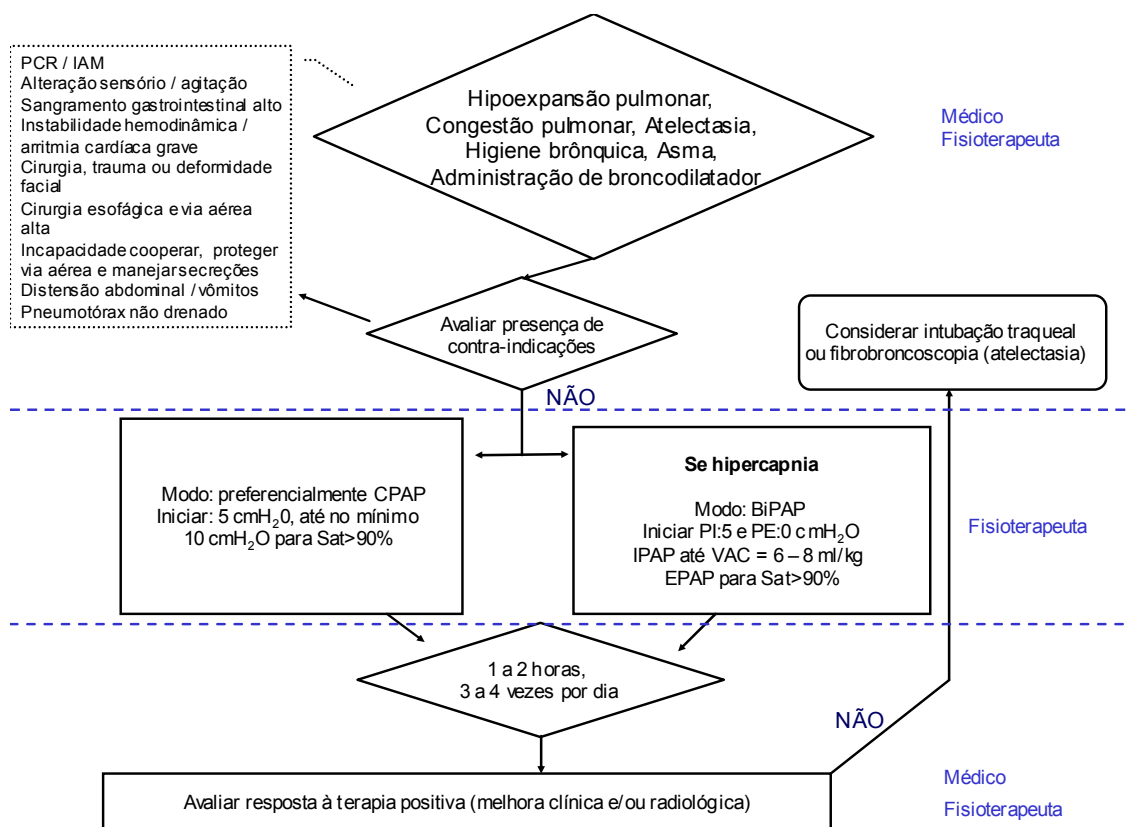 PCR / IAM
Alteração sensório / agitação
Sangramento gastrointestinal alto
Instabilidade hemodinâmica /
arritmia cardíaca grave
Cirurgia, trauma ou deformidade
facial
Cirurgia esofágica e via aérea
alta
Incapacidade cooperar, proteger
via aérea e manejar secreções
Distensão abdominal / vômitos
Pneumotórax não drenado
Hipoexpansão pulmonar,
Congestão pulmonar, Atelectasia,
Higiene brônquica, Asma,
Administração de broncodilatador
Médico
Fisioterapeuta
Avaliar presença de
contra-indicações
Considerar intubação traqueal
ou fibrobroncoscopia (atelectasia)
NÃO
Modo: preferencialmente CPAP
Iniciar: 5 cmH₂0, até no mínimo
10 cmH₂O para Sat>90%
Se hipercapnia
Modo: BiPAP
Iniciar PI:5 e PE:0 cmH₂O
IPAP até VAC = 6 – 8 ml/kg
EPAP para Sat>90%
Fisioterapeuta
1 a 2 horas,
3 a 4 vezes por dia
NÃO
Avaliar resposta à terapia positiva (melhora clínica e/ou radiológica)
Médico
Fisioterapeuta